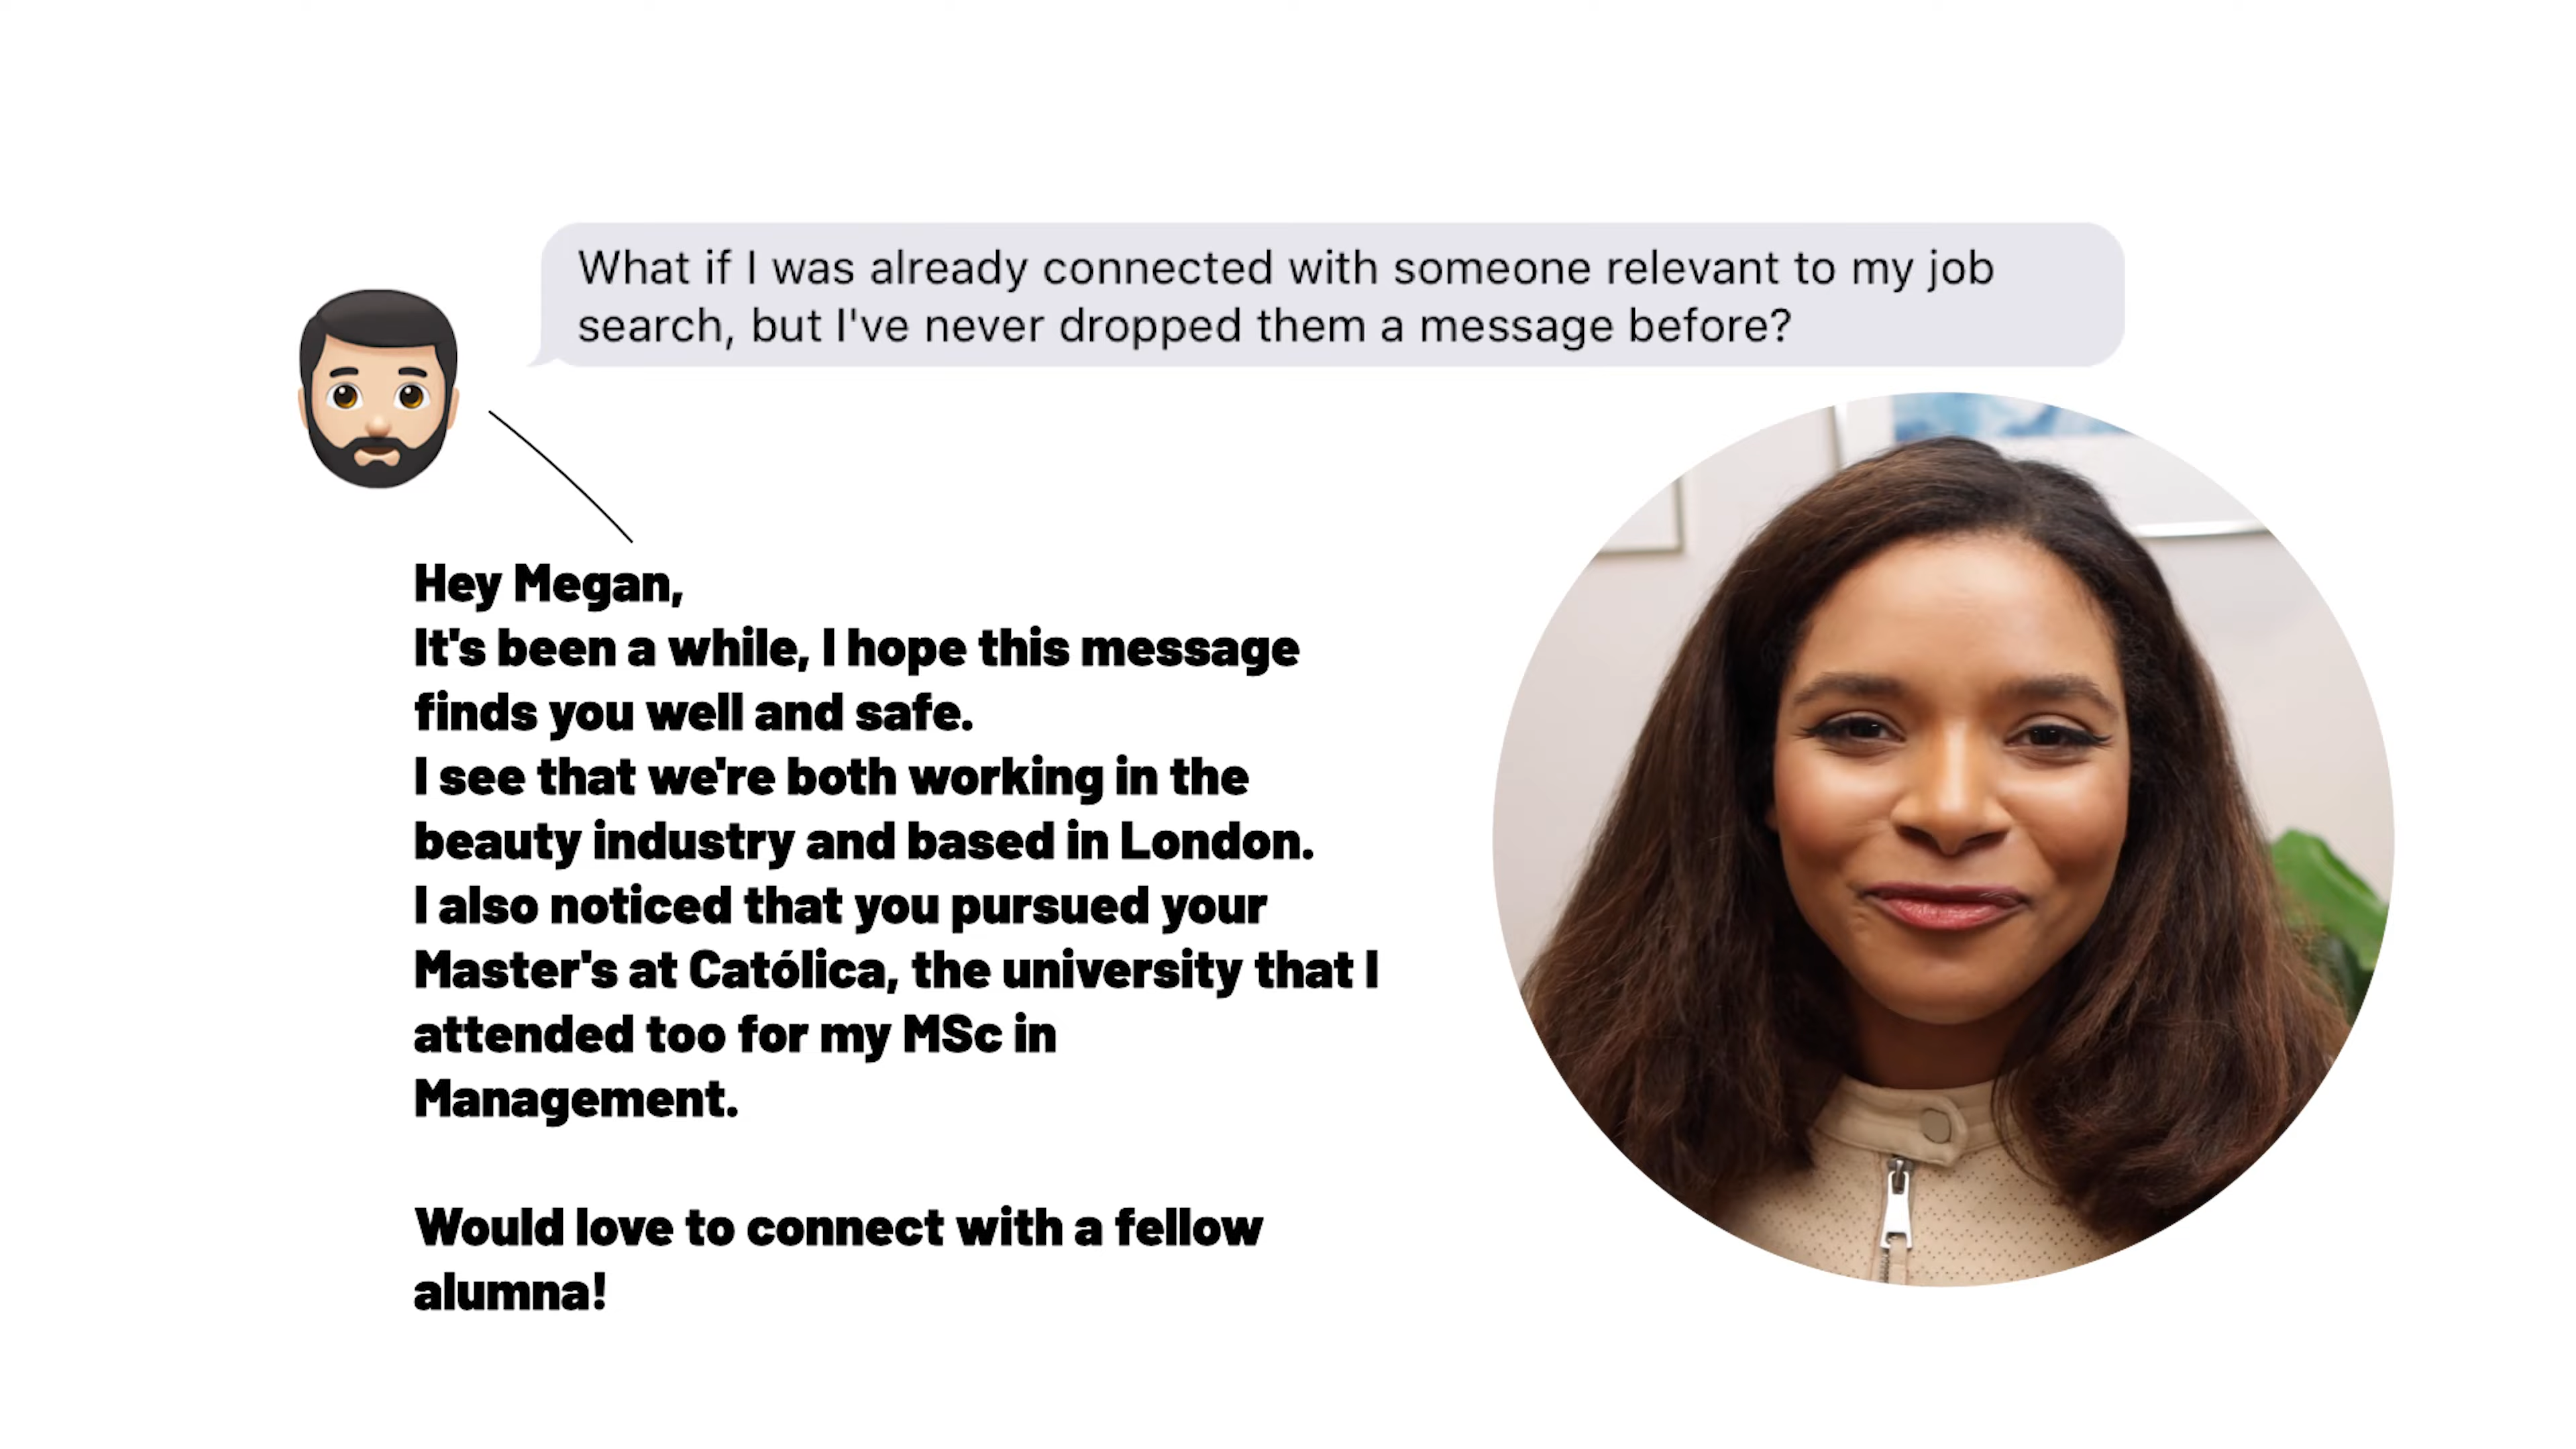 What if I was already connected with someone relevant to my job
search, but I've never dropped them a message before?
Hey Megan,
It's been a while, I hope this message
finds you well and safe.
I see that we're both working in the
beauty industry and based in London.
I also noticed that you pursued your
Master's at Católica, the university that I
attended too for my MSc in
Management.
Would love to connect with a fellow
alumna!